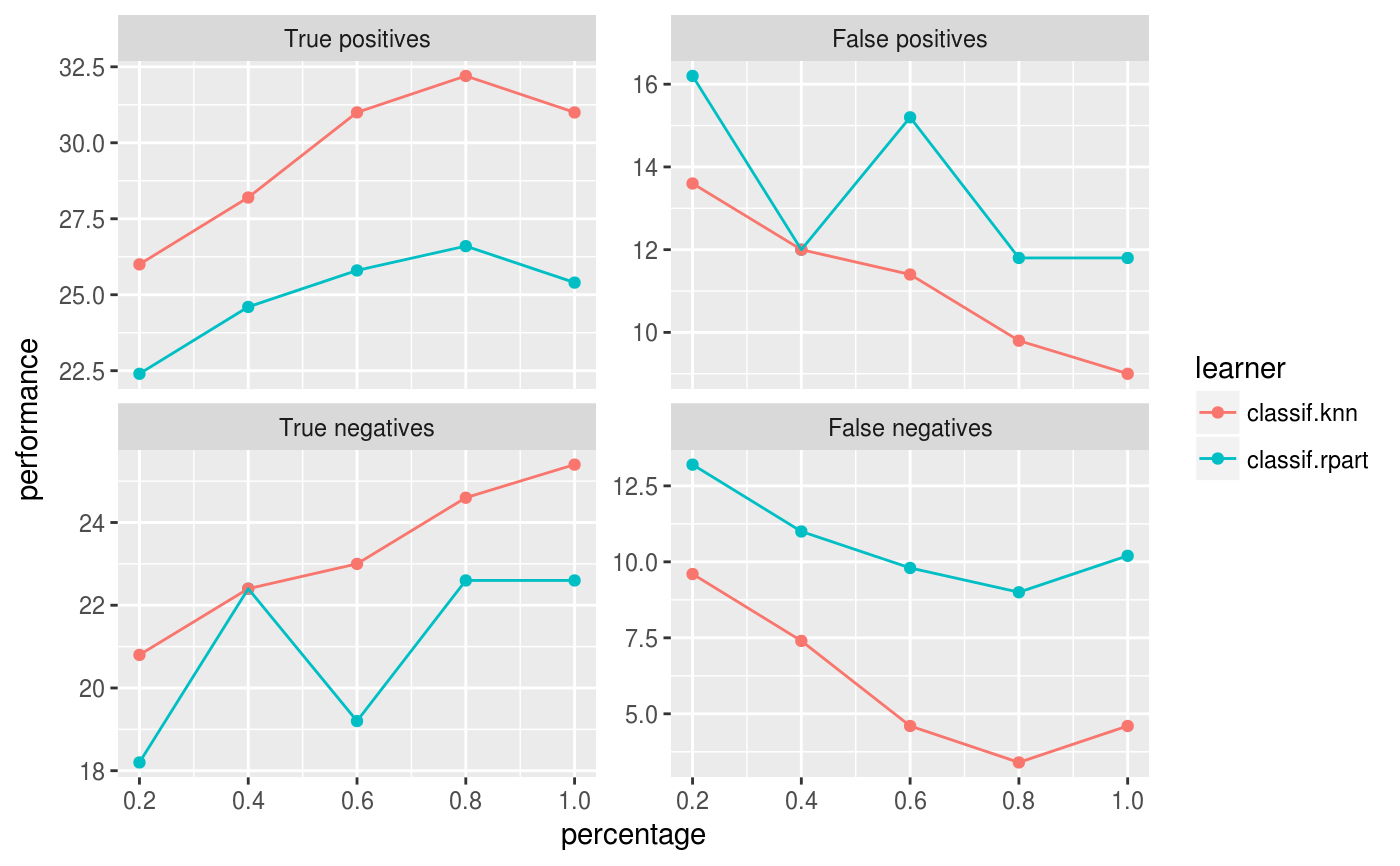 True positives
False positives
32.5
30.0
27.5
25.0
22.5
16
14
12
10
True negatives
False negatives
24
22
20
18
12.5
10.0
7.5
5.0
0.2 0.4 0.6 0.8 1.0
0.2 0.4 0.6 0.8 1.0
percentage
performance
learner
classif.knn
classif.rpart